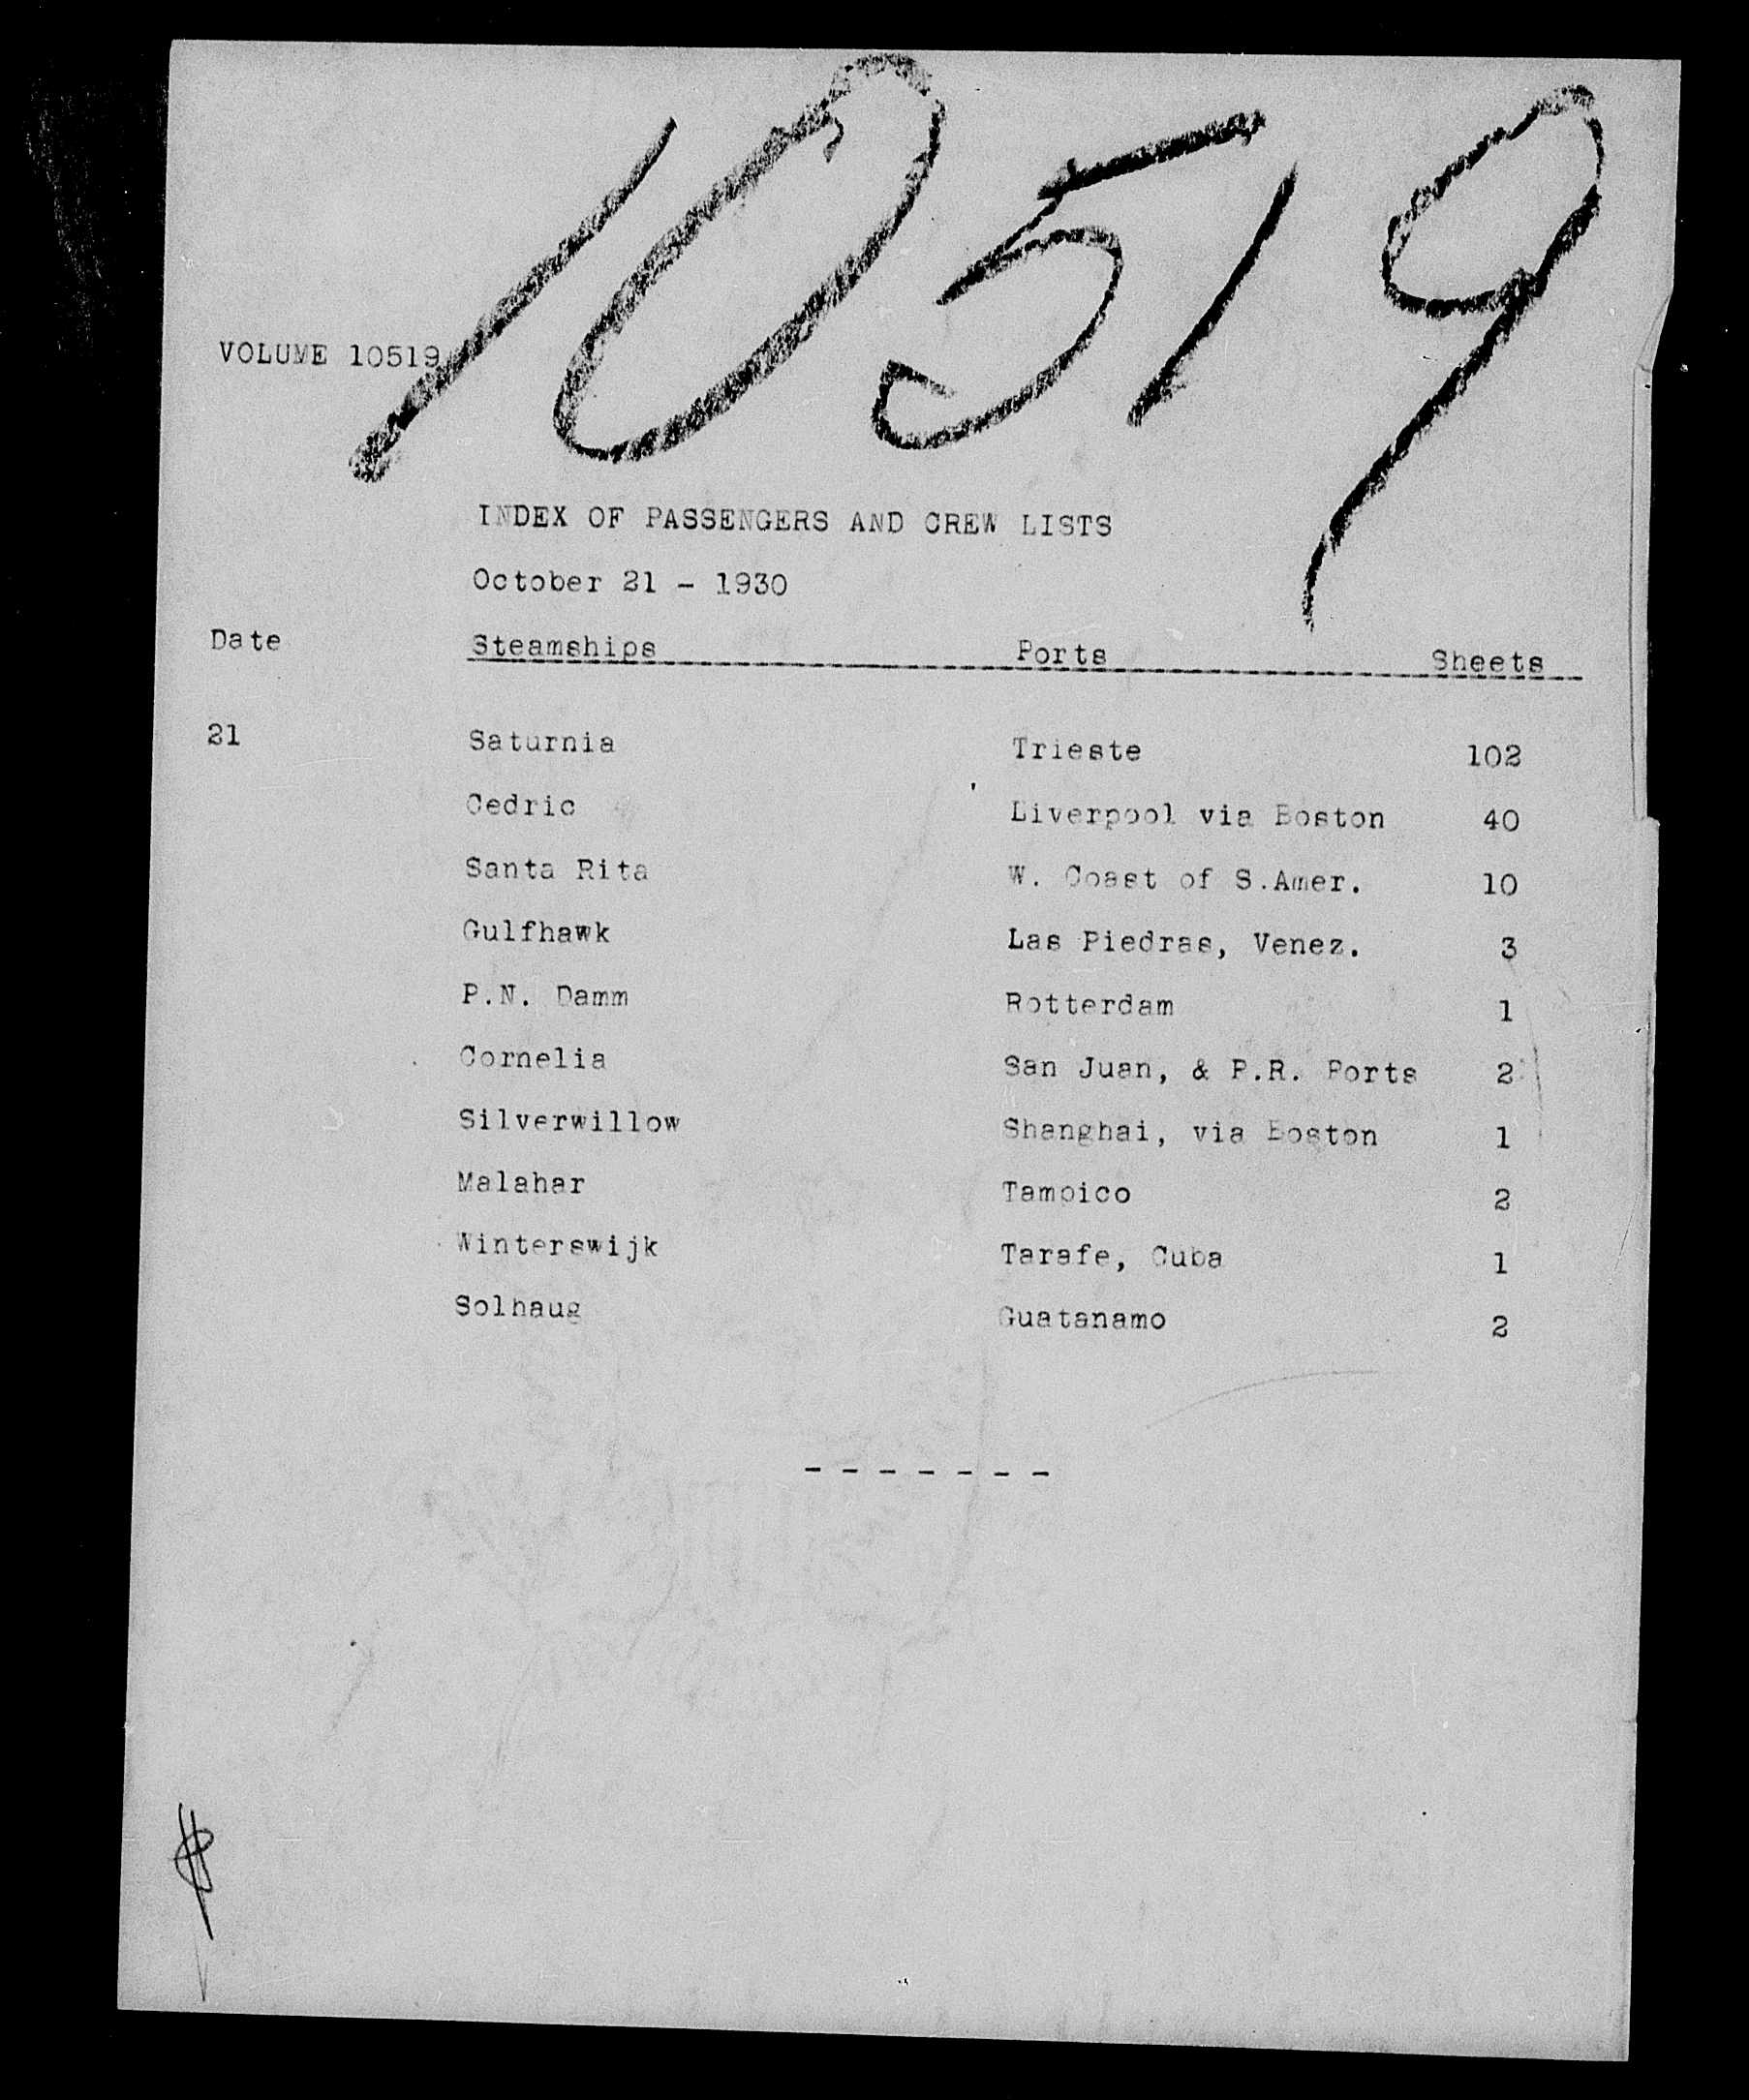 10519
VOLUME 10519
INDEX OF PASSENGERS AND CREW LISTS
October 21 - 1930
Date Steamships Ports Sheets
21 Saturnia Trieste 102
Cedric Liverpool via Boston 40
Santa Rita W. Coast of S.Amer. 10
Gulfhawk Las Piedras, Venez. 3
P.N. Damm Rotterdam 1
Cornelia San Juan, & P.R. Ports 2
Silverwillow Shanghai, via Boston 1
Malahar Tampico 2
Winterswijk Tarafe, Cuba 1
Solhaug Guatanamo 2
- - - - - - -